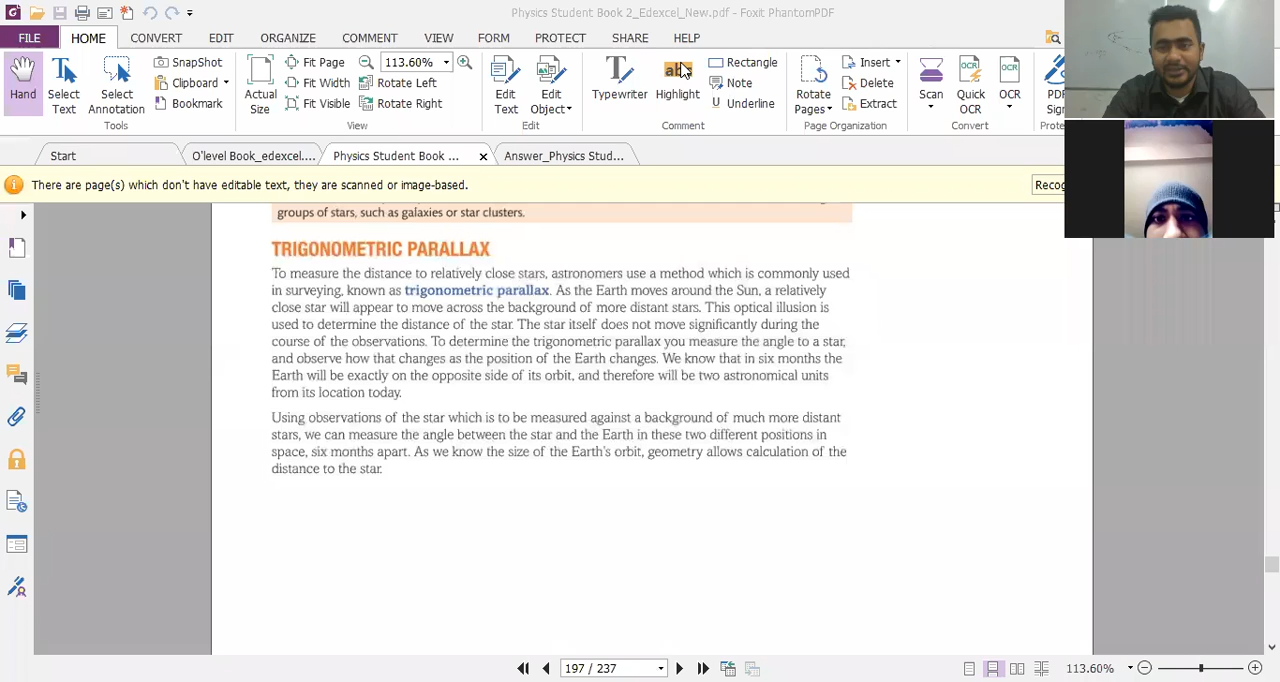 Physics Student Book 2_Edexcel_New.pdf - Foxit PhantomPDF
FILE HOME CONVERT EDIT ORGANIZE COMMENT VIEW FORM PROTECT SHARE HELP
Hand
Select Text
Select Annotation
SnapShot
Clipboard
Bookmark
Tools
Actual Size
Fit Page
Fit Width
Fit Visible
113.60%
Rotate Left
Rotate Right
View
Edit Text
Edit Object
Edit
Typewriter
Highlight
Rectangle
Note
Underline
Comment
Rotate Pages
Insert
Delete
Extract
Page Organization
Scan
Quick OCR
OCR
Convert
PDF
Sign
Prote
Start
O'level Book_edexcel....
Physics Student Book ...
Answer_Physics Stud...
There are page(s) which don't have editable text, they are scanned or image-based.
Recog
groups of stars, such as galaxies or star clusters.
TRIGONOMETRIC PARALLAX
To measure the distance to relatively close stars, astronomers use a method which is commonly used
in surveying, known as trigonometric parallax. As the Earth moves around the Sun, a relatively
close star will appear to move across the background of more distant stars. This optical illusion is
used to determine the distance of the star. The star itself does not move significantly during the
course of the observations. To determine the trigonometric parallax you measure the angle to a star,
and observe how that changes as the position of the Earth changes. We know that in six months the
Earth will be exactly on the opposite side of its orbit, and therefore will be two astronomical units
from its location today.
Using observations of the star which is to be measured against a background of much more distant
stars, we can measure the angle between the star and the Earth in these two different positions in
space, six months apart. As we know the size of the Earth's orbit, geometry allows calculation of the
distance to the star.
197 / 237
113.60%